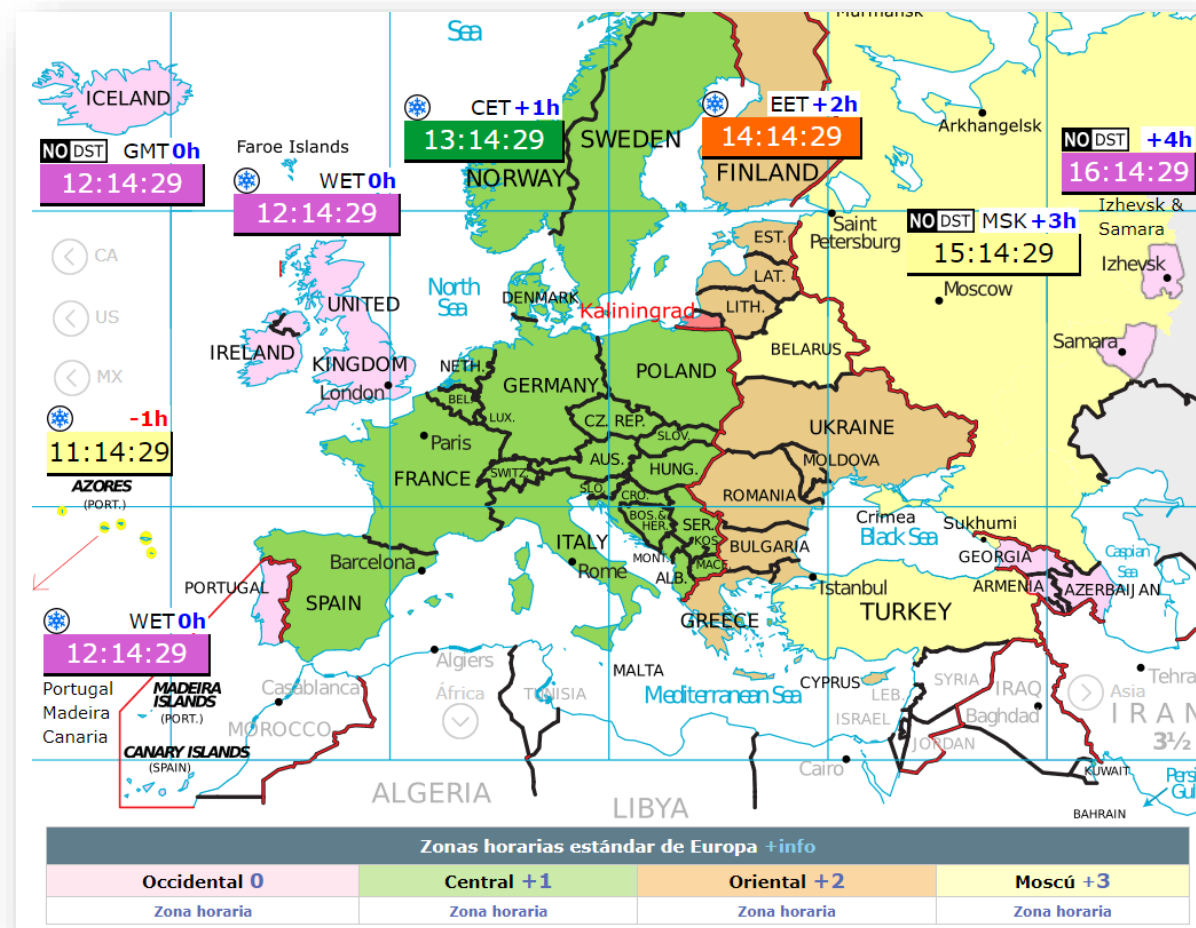 Murmansk
Sea
ICELAND
CET +1h
13:14:29
EET +2h
14:14:29
Arkhangelsk
NO DST +4h
16:14:29
Izhevsk &
Samara
NO DST GMT 0h
12:14:29
Faroe Islands
WET 0h
12:14:29
SWEDEN
NORWAY
FINLAND
Saint
Petersburg
NO DST MSK +3h
15:14:29
EST.
LAT.
LITH.
Izhevsk
Moscow
CA
US
MX
North
Sea
DENMARK
Kaliningrad
UNITED
KINGDOM
IRELAND
London
NETH.
BEL.
LUX.
GERMANY
POLAND
BELARUS
Samara
-1h
11:14:29
AZORES
(PORT.)
Paris
FRANCE
SWITZ.
CZ. REP.
SLOV.
AUS.
HUNG.
UKRAINE
MOLDOVA
ROMANIA
SLO.
CRO.
BOS.&
HER.
SER.
KOS.
MONT.
MACE.
ALB.
BULGARIA
Crimea
Black Sea
Sukhumi
GEORGIA
ARMENIA
AZERBAIJAN
Caspian
Sea
ITALY
Rome
Barcelona
PORTUGAL
SPAIN
Istanbul
TURKEY
GREECE
WET 0h
12:14:29
Portugal
Madeira
Canaria
MADEIRA
ISLANDS
(PORT.)
CANARY ISLANDS
(SPAIN)
Casablanca
MOROCCO
Algiers
África
TUNISIA
MALTA
Mediterranean Sea
CYPRUS
LEB.
SYRIA
ISRAEL
IRAQ
Baghdad
JORDAN
Asia
Tehra
IRAN
3½
Cairo
KUWAIT
Persi
Gul
BAHRAIN
ALGERIA
LIBYA
Zonas horarias estándar de Europa +info
Occidental 0 Central +1 Oriental +2 Moscú +3
Zona horaria Zona horaria Zona horaria Zona horaria